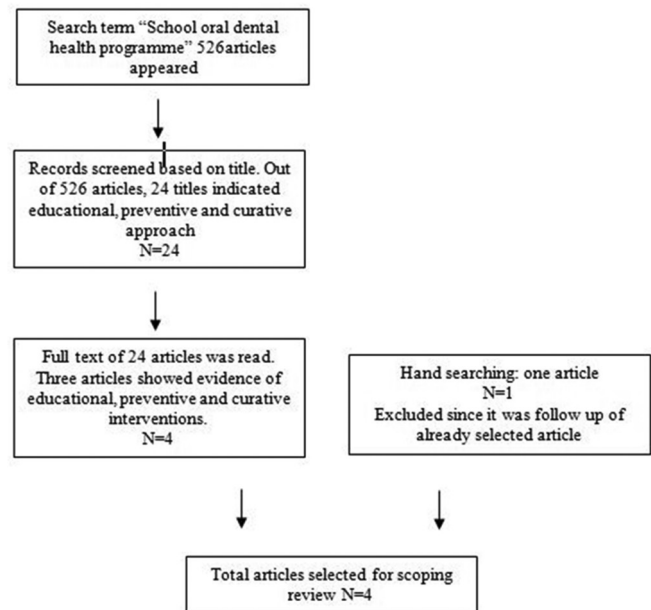 Search term “School oral dental
health programme” 526articles
appeared
Records screened based on title. Out
of 526 articles, 24 titles indicated
educational, preventive and curative
approach
N=24
Full text of 24 articles was read.
Three articles showed evidence of
educational, preventive and curative
interventions.
N=4
Hand searching: one article
N=1
Excluded since it was follow up of
already selected article
Total articles selected for scoping
review N=4